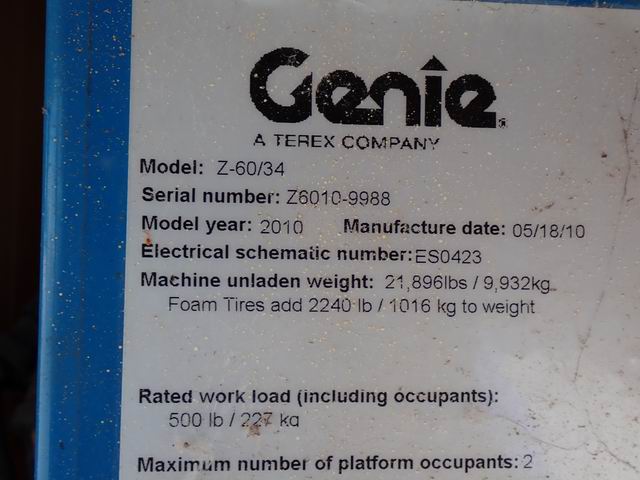 Genie
A TEREX COMPANY
Model: Z-60/34
Serial number: Z6010-9988
Model year: 2010 Manufacture date: 05/18/10
Electrical schematic number:ES0423
Machine unladen weight: 21,896lbs / 9,932kg
Foam Tires add 2240 lb / 1016 kg to weight
Rated work load (including occupants):
500 lb / 227 kg
Maximum number of platform occupants: 2